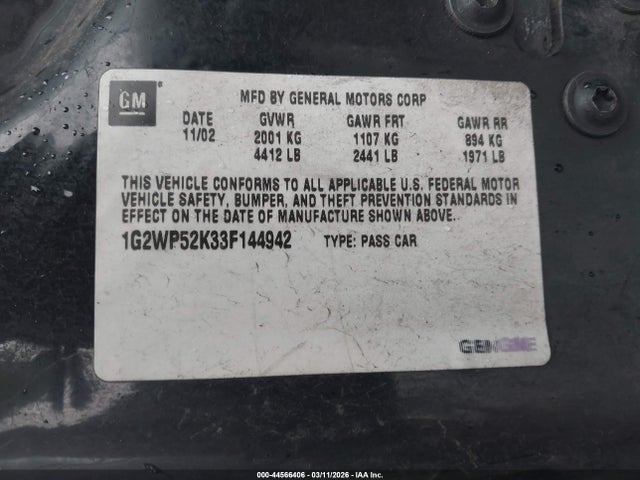 GM
MFD BY GENERAL MOTORS CORP
DATE GVWR GAWR FRT GAWR RR
11/02 2001 KG 1107 KG 894 KG
4412 LB 2441 LB 1971 LB
THIS VEHICLE CONFORMS TO ALL APPLICABLE U.S. FEDERAL MOTOR
VEHICLE SAFETY, BUMPER, AND THEFT PREVENTION STANDARDS IN
EFFECT ON THE DATE OF MANUFACTURE SHOWN ABOVE..
1G2WP52K33F144942 TYPE: PASS CAR
000-44566406 - 03/11/2026 - IAA Inc.